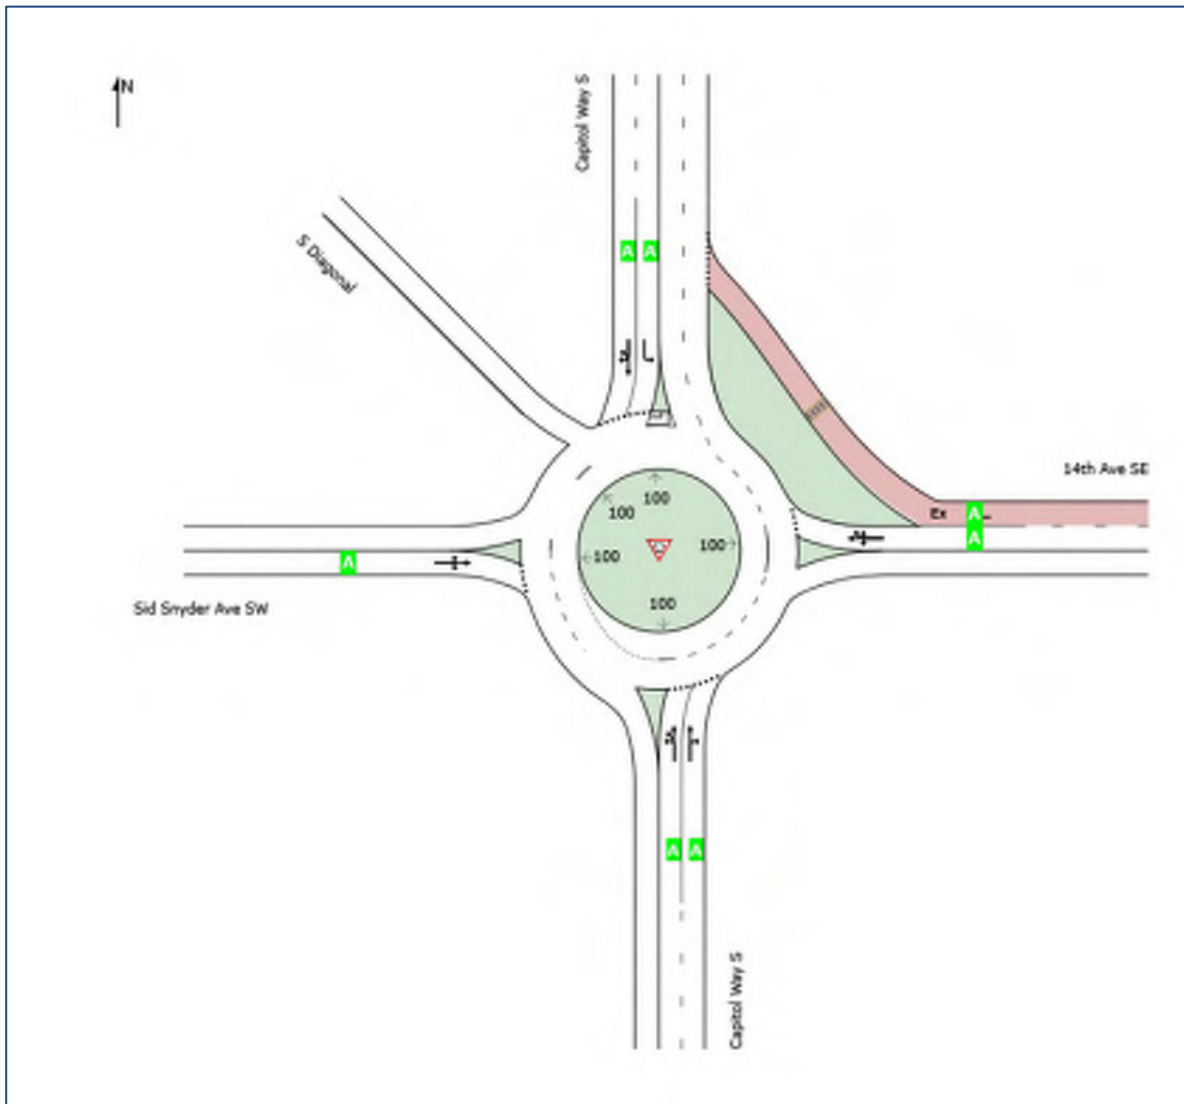 N
Capitol Way S
S Diagonal
A A
14th Ave SE
Ex A
A
100
100
100
100
100
A
Sid Snyder Ave SW
A A
Capitol Way S